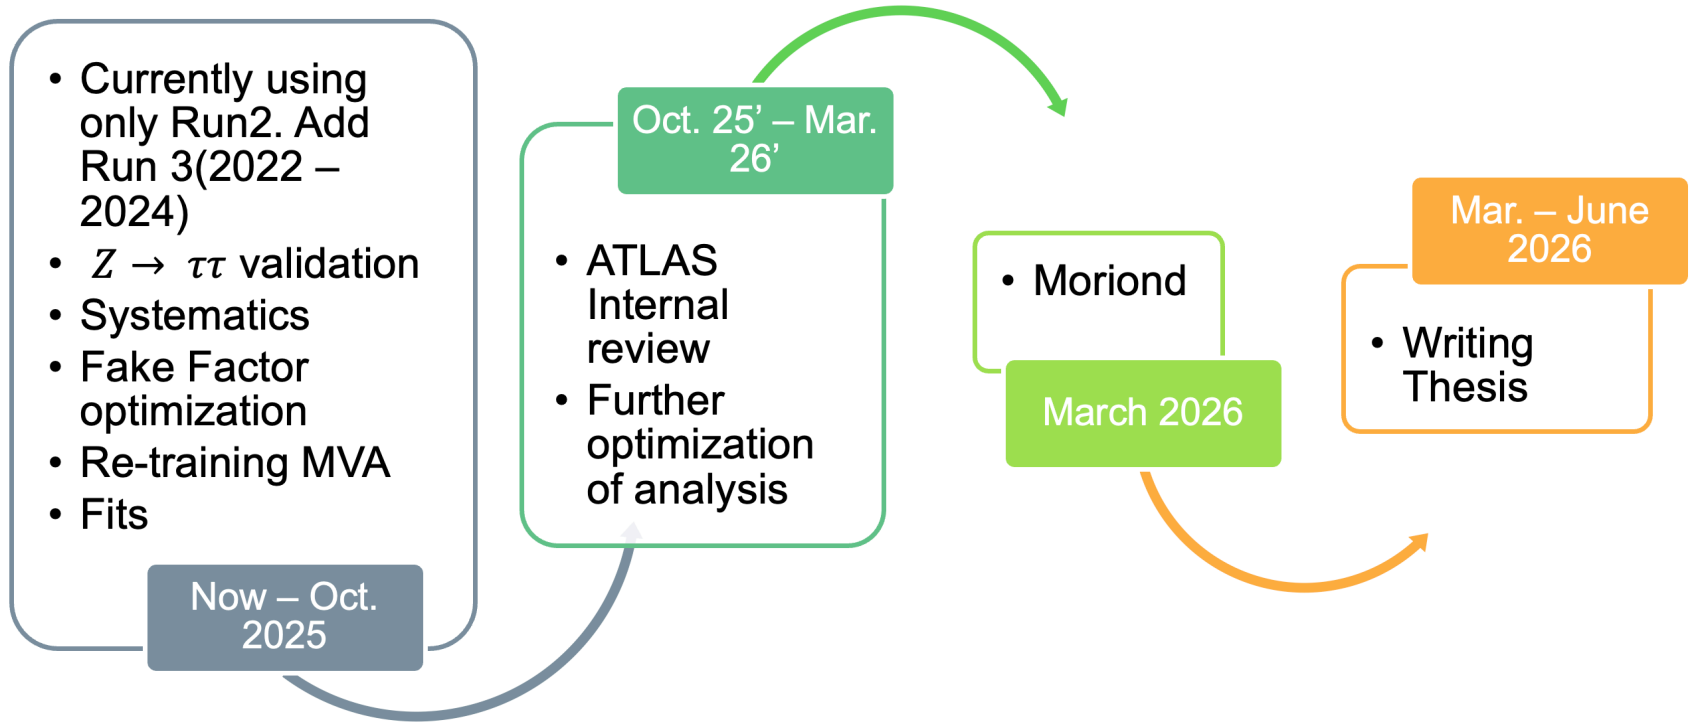 • Currently using
only Run2. Add
Run 3(2022 –
2024)
• 𝑍 → 𝜏𝜏 validation
• Systematics
• Fake Factor
optimization
• Re-training MVA
• Fits
Now – Oct.
2025
Oct. 25’ – Mar.
26’
• ATLAS
Internal
review
• Further
optimization
of analysis
• Moriond
March 2026
Mar. – June
2026
• Writing
Thesis